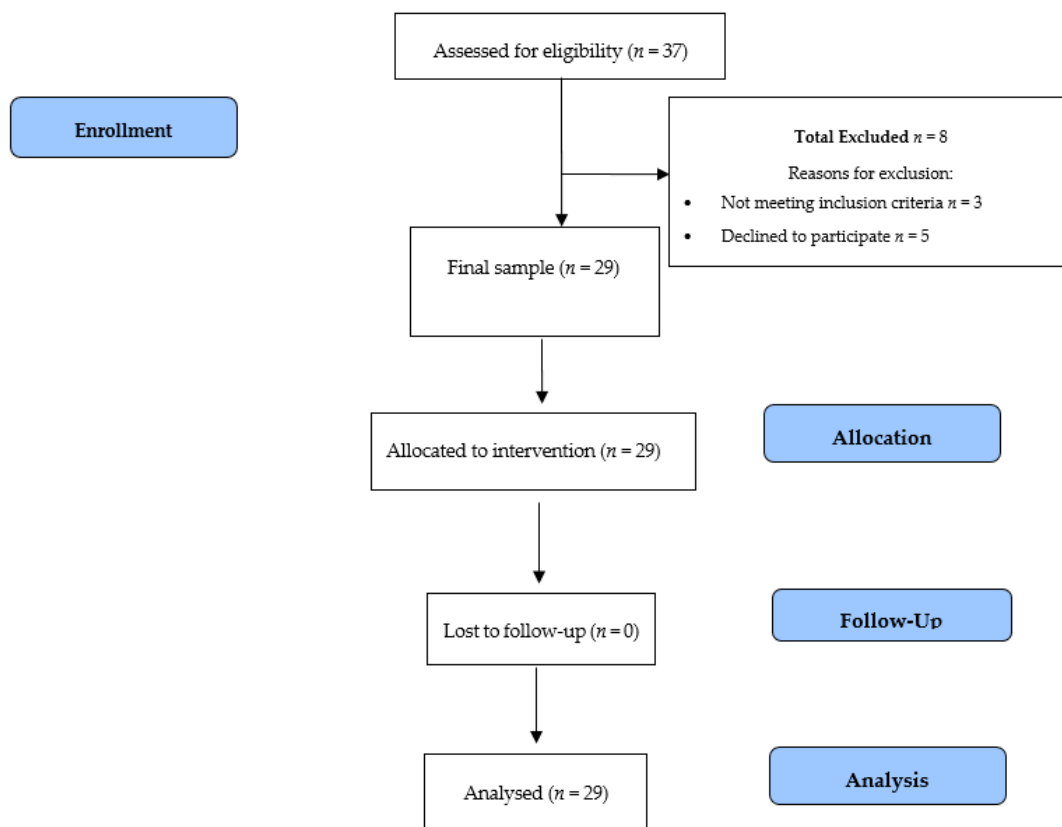 Assessed for eligibility (n = 37)
Enrollment
Total Excluded n = 8
Reasons for exclusion:
• Not meeting inclusion criteria n = 3
• Declined to participate n = 5
Final sample (n = 29)
Allocated to intervention (n = 29)
Allocation
Lost to follow-up (n = 0)
Follow-Up
Analysed (n = 29)
Analysis